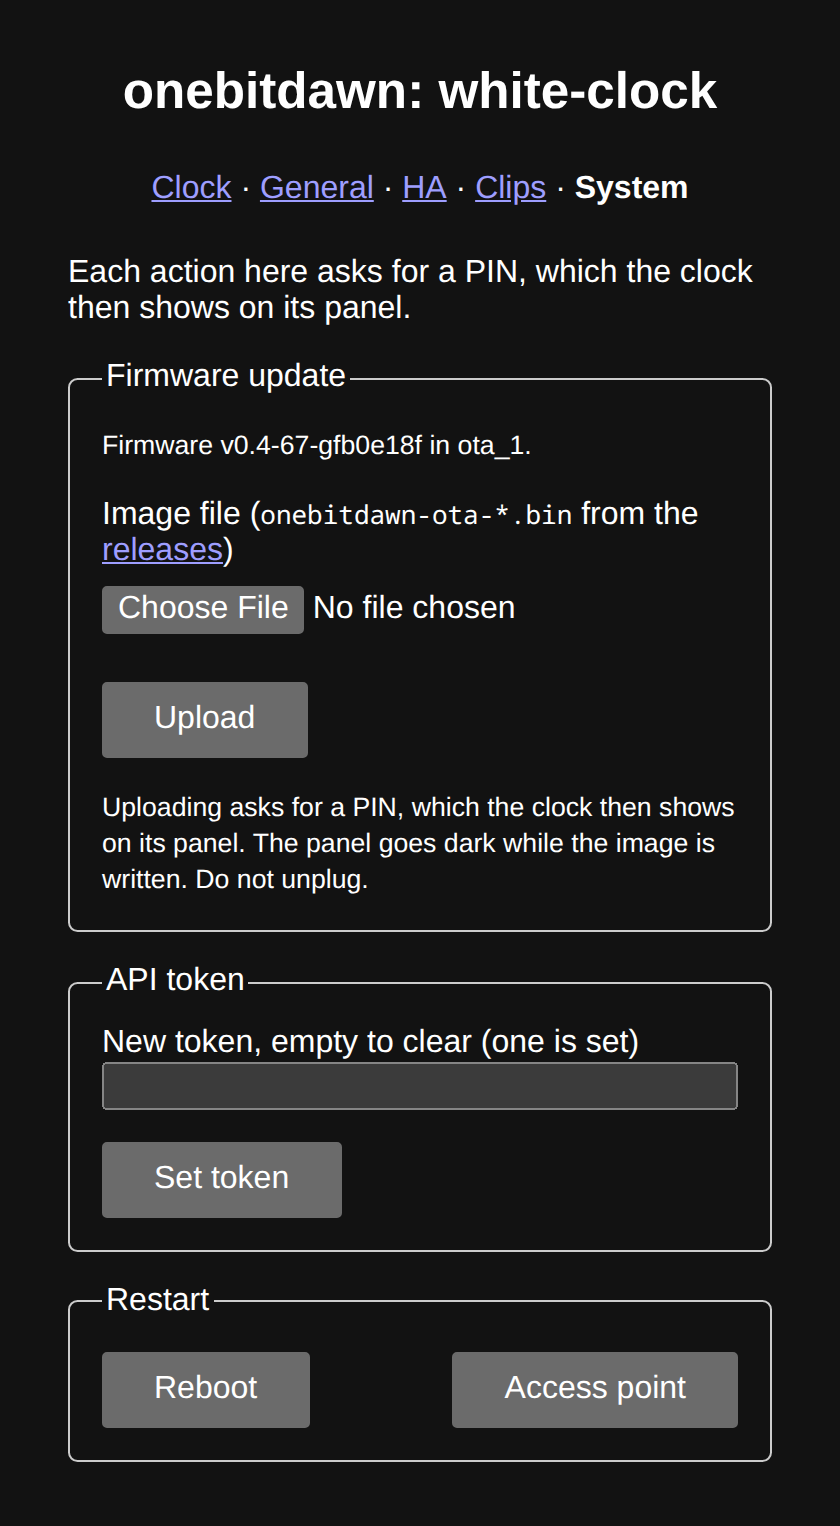 onebitdawn: white-clock
Clock · General · HA · Clips · System
Each action here asks for a PIN, which the clock
then shows on its panel.
Firmware update
Firmware v0.4-67-gfb0e18f in ota_1.
Image file (onebitdawn-ota-*.bin from the
releases)
Choose File No file chosen
Upload
Uploading asks for a PIN, which the clock then shows
on its panel. The panel goes dark while the image is
written. Do not unplug.
API token
New token, empty to clear (one is set)
Set token
Restart
Reboot Access point